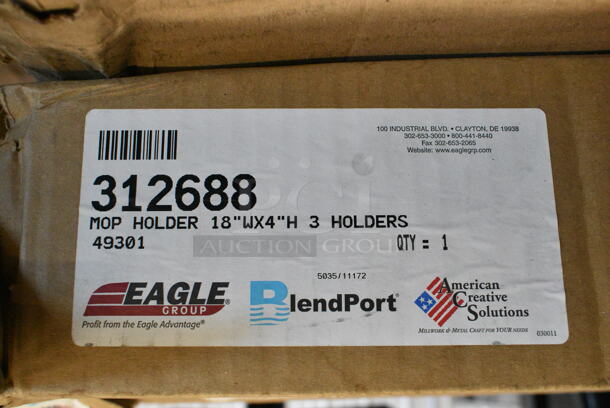 100 INDUSTRIAL BLVD. • CLAYTON, DE 19938
302-653-3000 • 800-441-8440
Fax 302-653-2065
Website: www.eaglegrp.com
312688
MOP HOLDER 18"WX4"H 3 HOLDERS
49301
QTY = 1
AUCTION GROUP
5035/11172
EAGLE®
GROUP
Profit from the Eagle Advantage®
BlendPort®
American
Creative
Solutions
MILLWORK & METAL CRAFT FOR YOUR NEEDS
030011